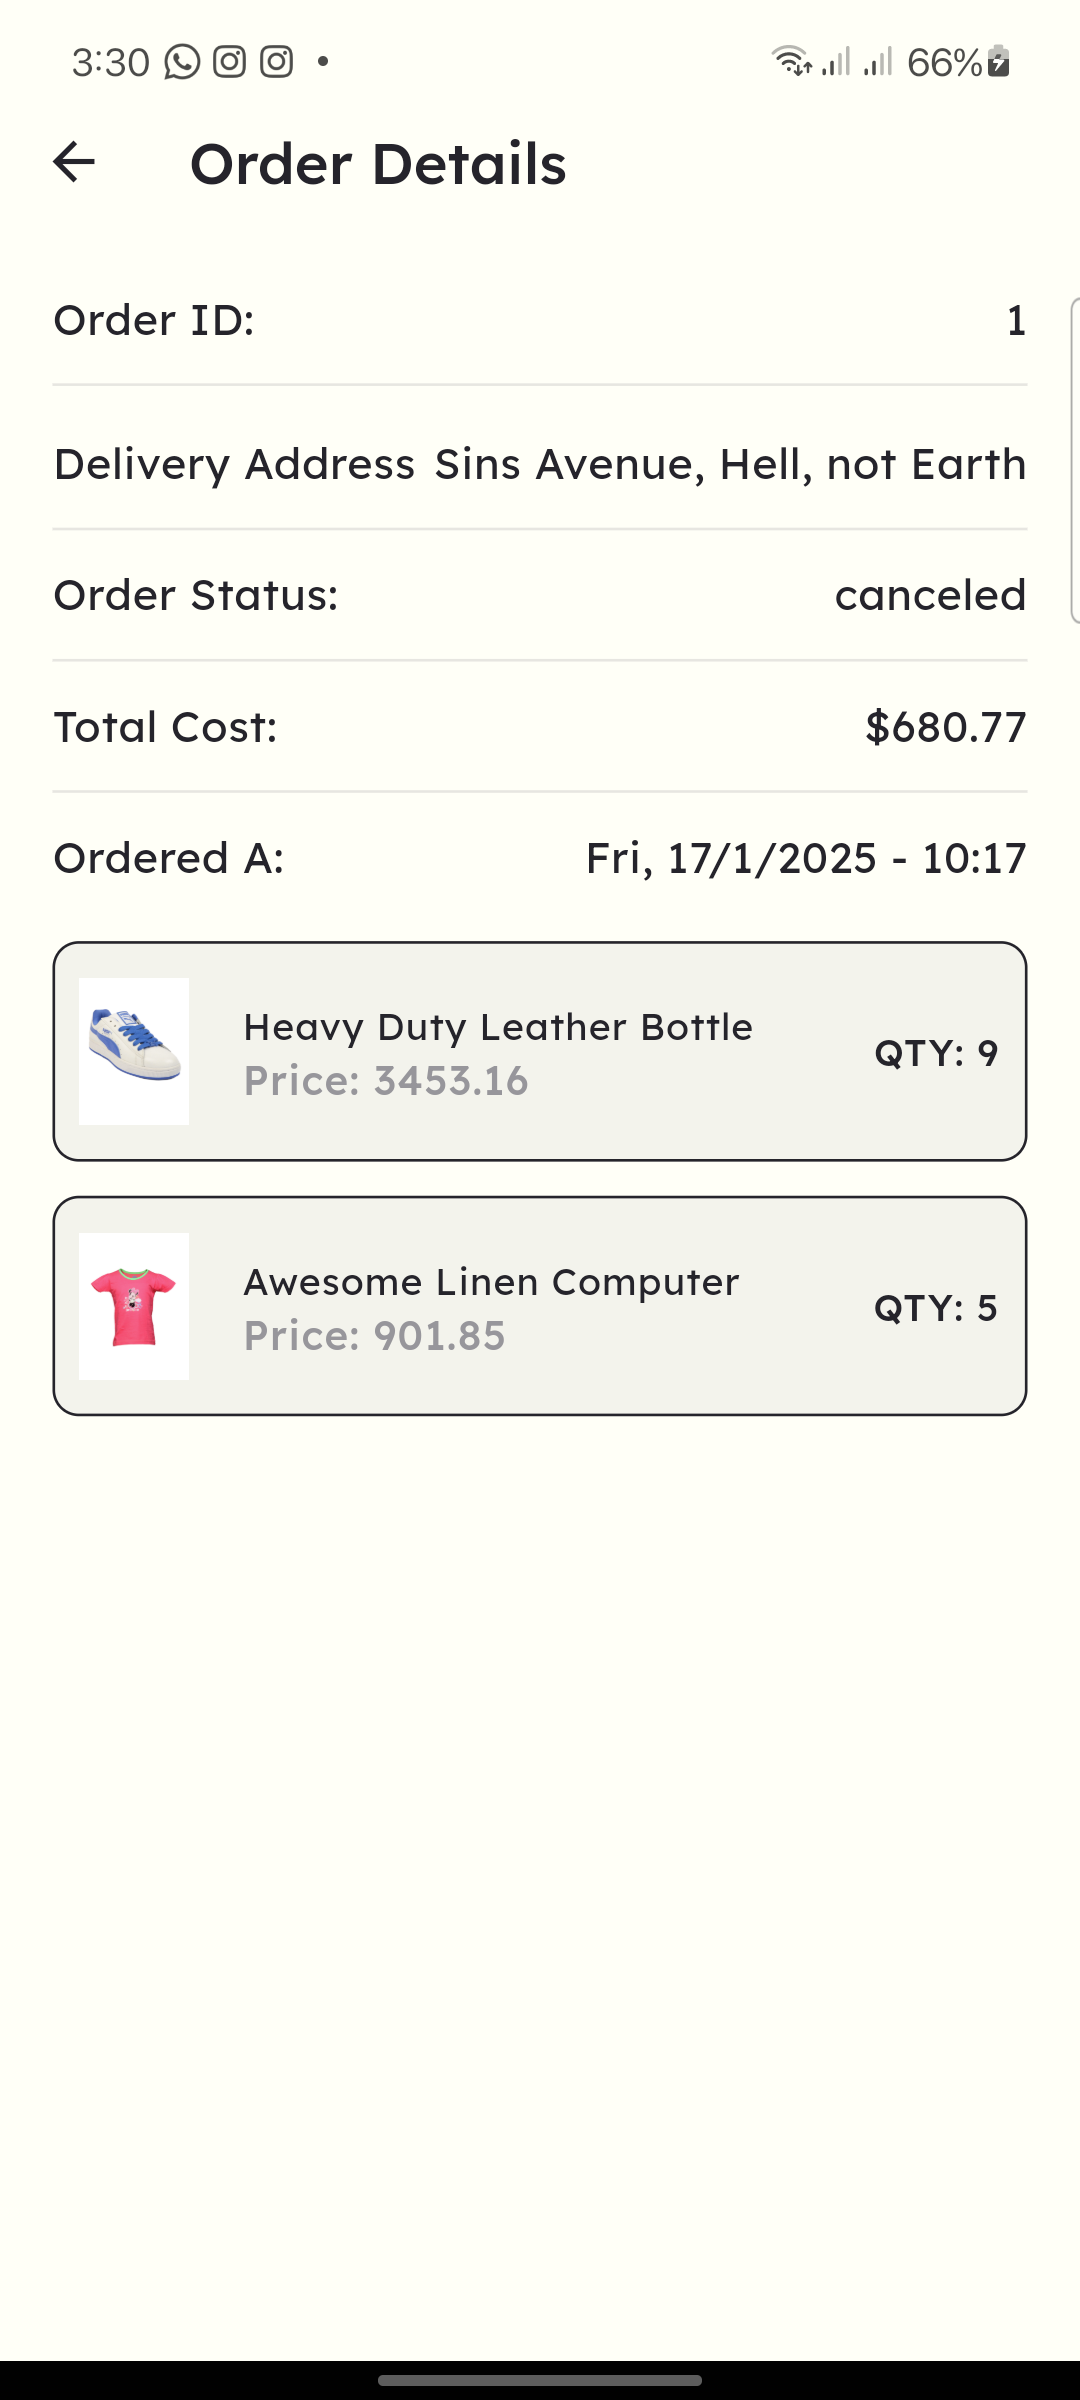 3:30
66%
Order Details
Order ID: 1
Delivery Address Sins Avenue, Hell, not Earth
Order Status: canceled
Total Cost: $680.77
Ordered A: Fri, 17/1/2025 - 10:17
Heavy Duty Leather Bottle
Price: 3453.16
QTY: 9
Awesome Linen Computer
Price: 901.85
QTY: 5